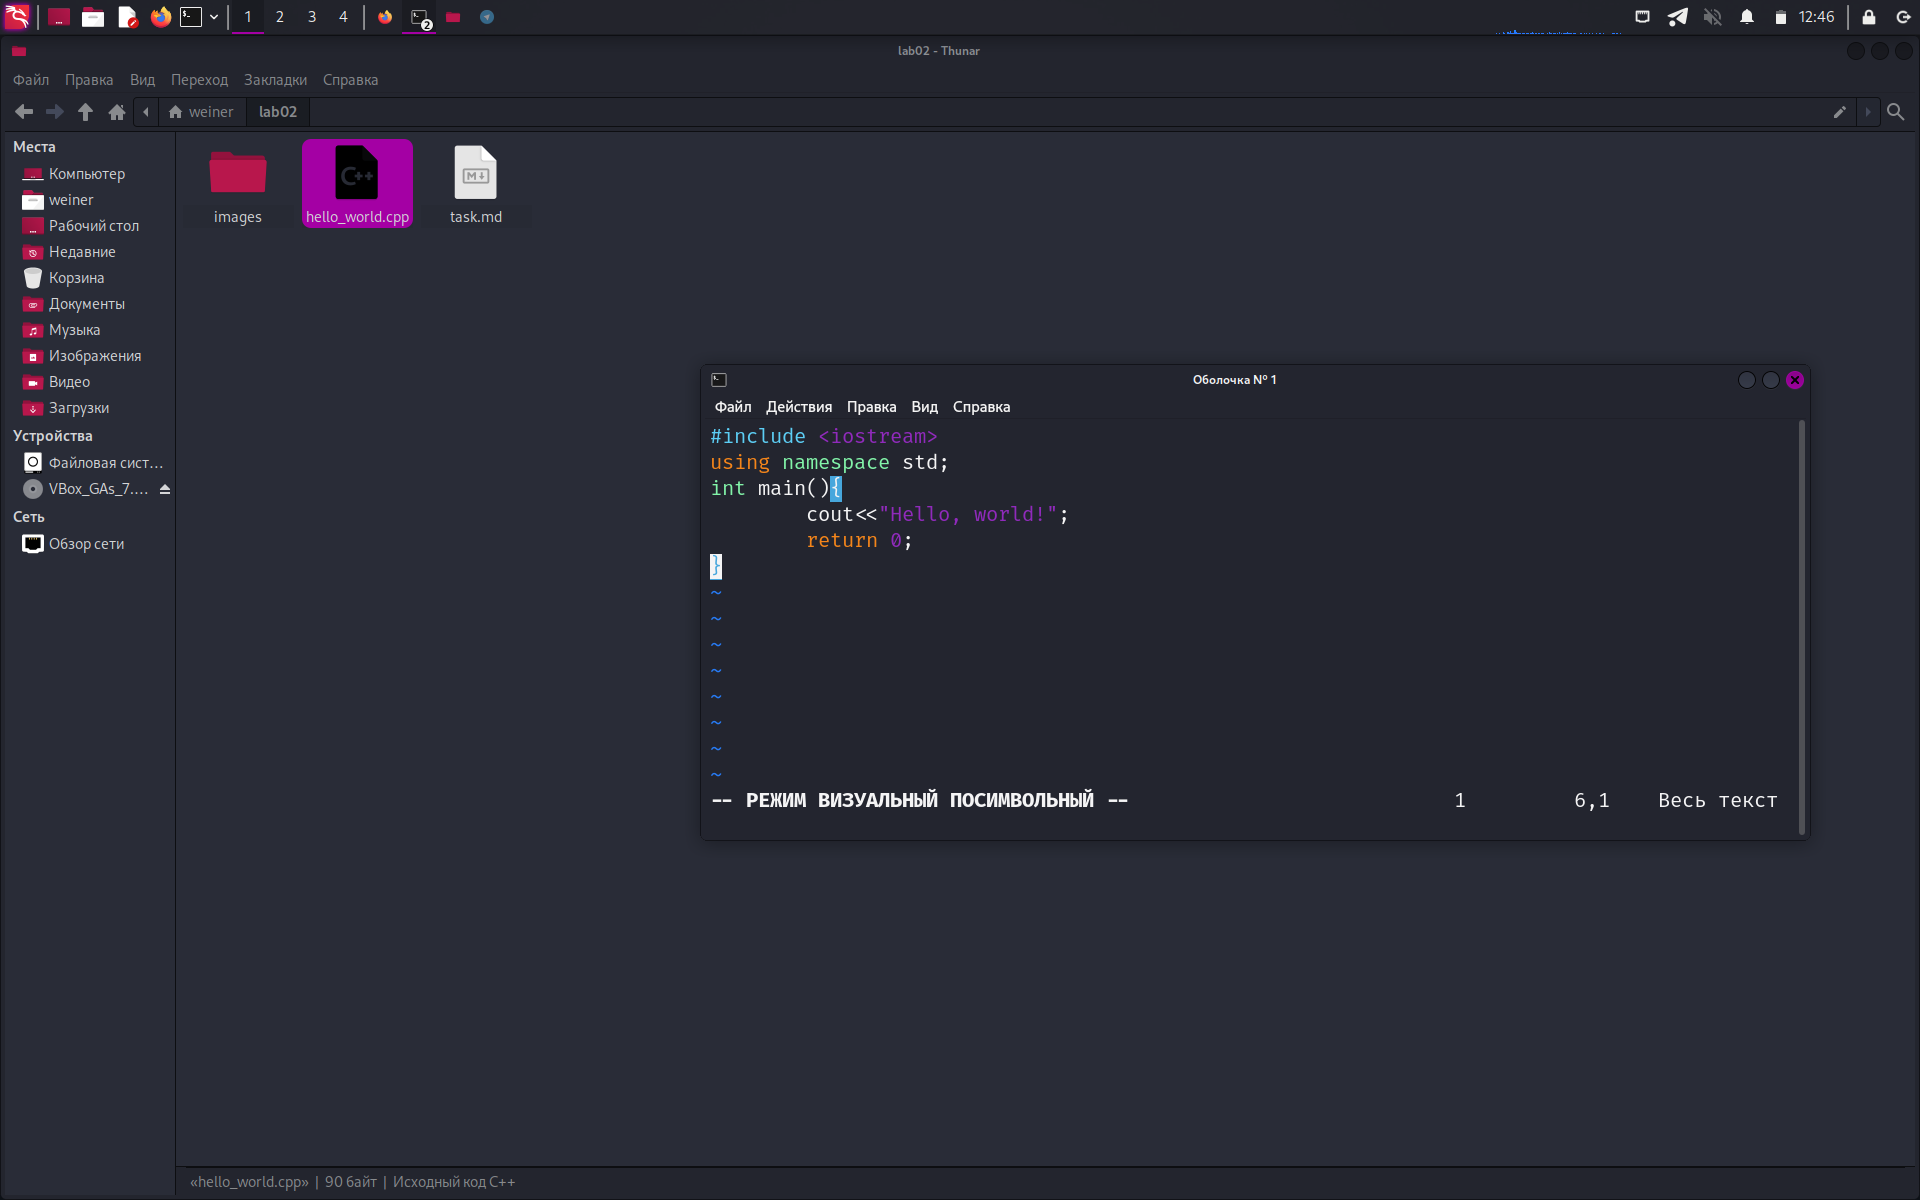 1 2 3 4
2
12:46
lab02 - Thunar
Файл Правка Вид Переход Закладки Справка
weiner lab02
Места
Компьютер
weiner
Рабочий стол
Недавние
Корзина
Документы
Музыка
Изображения
Видео
Загрузки
Устройства
Файловая сист…
VBox_GAs_7.…
Сеть
Обзор сети
C++
images hello_world.cpp task.md
Оболочка № 1
Файл Действия Правка Вид Справка
#include <iostream>
using namespace std;
int main(){
        cout<<"Hello, world!";
        return 0;
}
~
~
~
~
~
~
~
~
-- РЕЖИМ ВИЗУАЛЬНЫЙ ПОСИМВОЛЬНЫЙ -- 1 6,1 Весь текст
«hello_world.cpp» | 90 байт | Исходный код C++